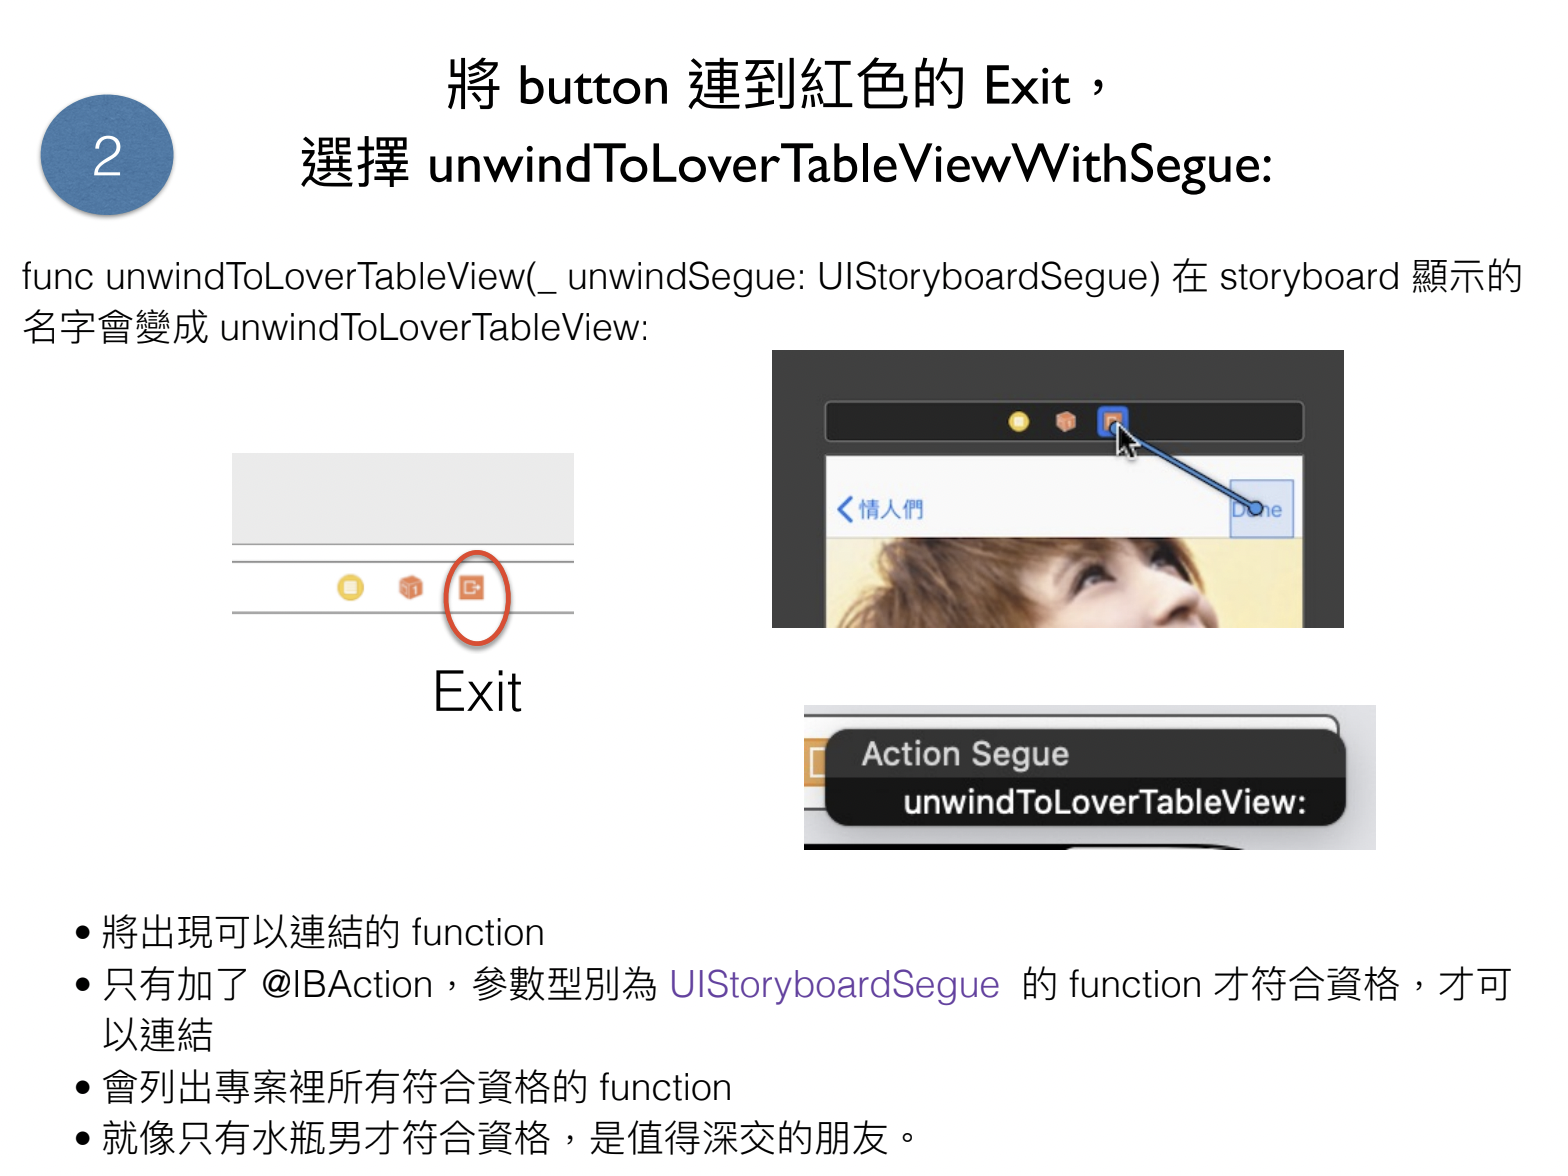 將 button 連到紅色的 Exit，
選擇 unwindToLoverTableViewWithSegue:
2
func unwindToLoverTableView(_ unwindSegue: UIStoryboardSegue) 在 storyboard 顯示的
名字會變成 unwindToLoverTableView:
情人們
Done
1
Exit
Action Segue
unwindToLoverTableView:
• 將出現可以連結的 function
• 只有加了 @IBAction，參數型別為 UIStoryboardSegue 的 function 才符合資格，才可
以連結
• 會列出專案裡所有符合資格的 function
• 就像只有水瓶男才符合資格，是值得深交的朋友。